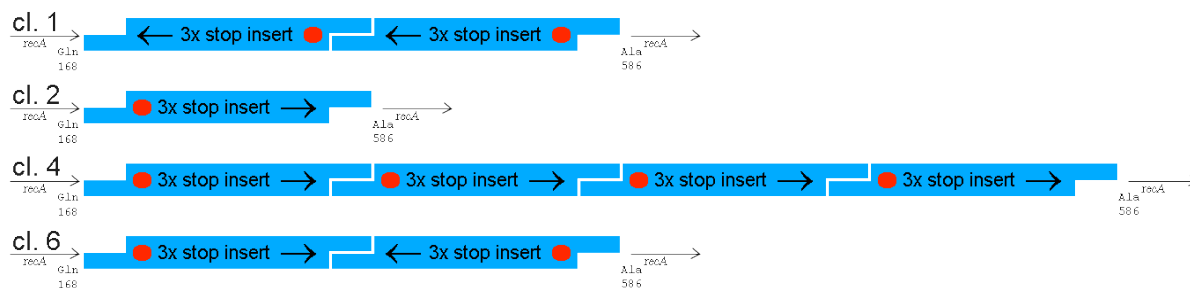 cl. 1
3x stop insert 3x stop insert
recA Gln 168 Ala 586 recA
cl. 2
3x stop insert
recA Gln 168 Ala 586 recA
cl. 4
3x stop insert 3x stop insert 3x stop insert 3x stop insert
recA Gln 168 Ala 586 recA
cl. 6
3x stop insert 3x stop insert
recA Gln 168 Ala 586 recA